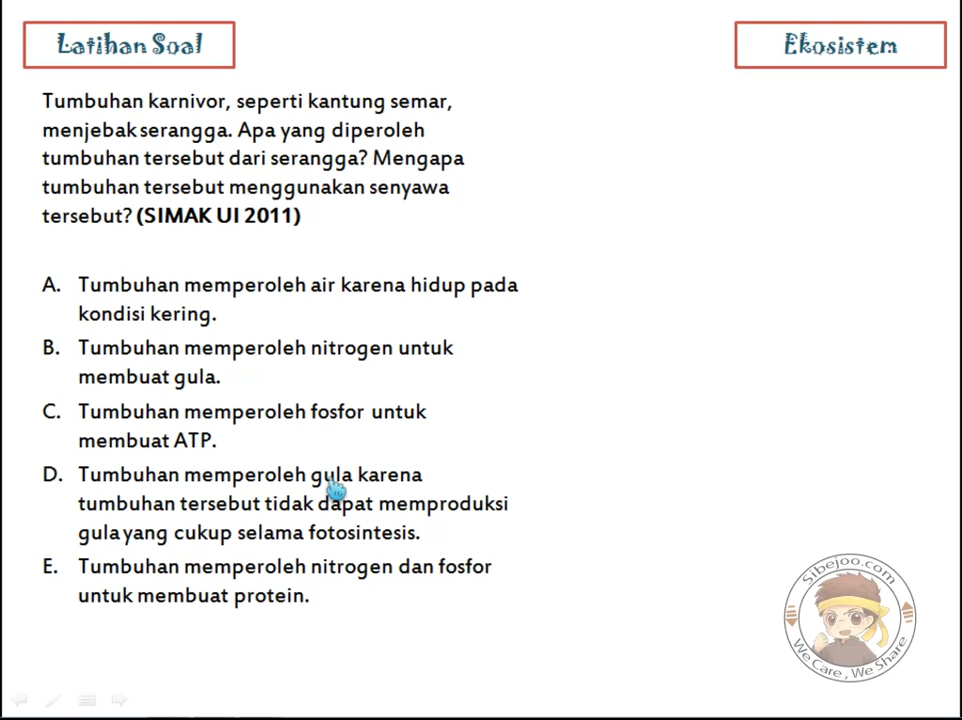 Latihan Soal
Ekosistem
Tumbuhan karnivor, seperti kantung semar,
menjebak serangga. Apa yang diperoleh
tumbuhan tersebut dari serangga? Mengapa
tumbuhan tersebut menggunakan senyawa
tersebut? (SIMAK UI 2011)
A. Tumbuhan memperoleh air karena hidup pada
kondisi kering.
B. Tumbuhan memperoleh nitrogen untuk
membuat gula.
C. Tumbuhan memperoleh fosfor untuk
membuat ATP.
D. Tumbuhan memperoleh gula karena
tumbuhan tersebut tidak dapat memproduksi
gula yang cukup selama fotosintesis.
E. Tumbuhan memperoleh nitrogen dan fosfor
untuk membuat protein.
Sibejoo.com
We Care, We Share